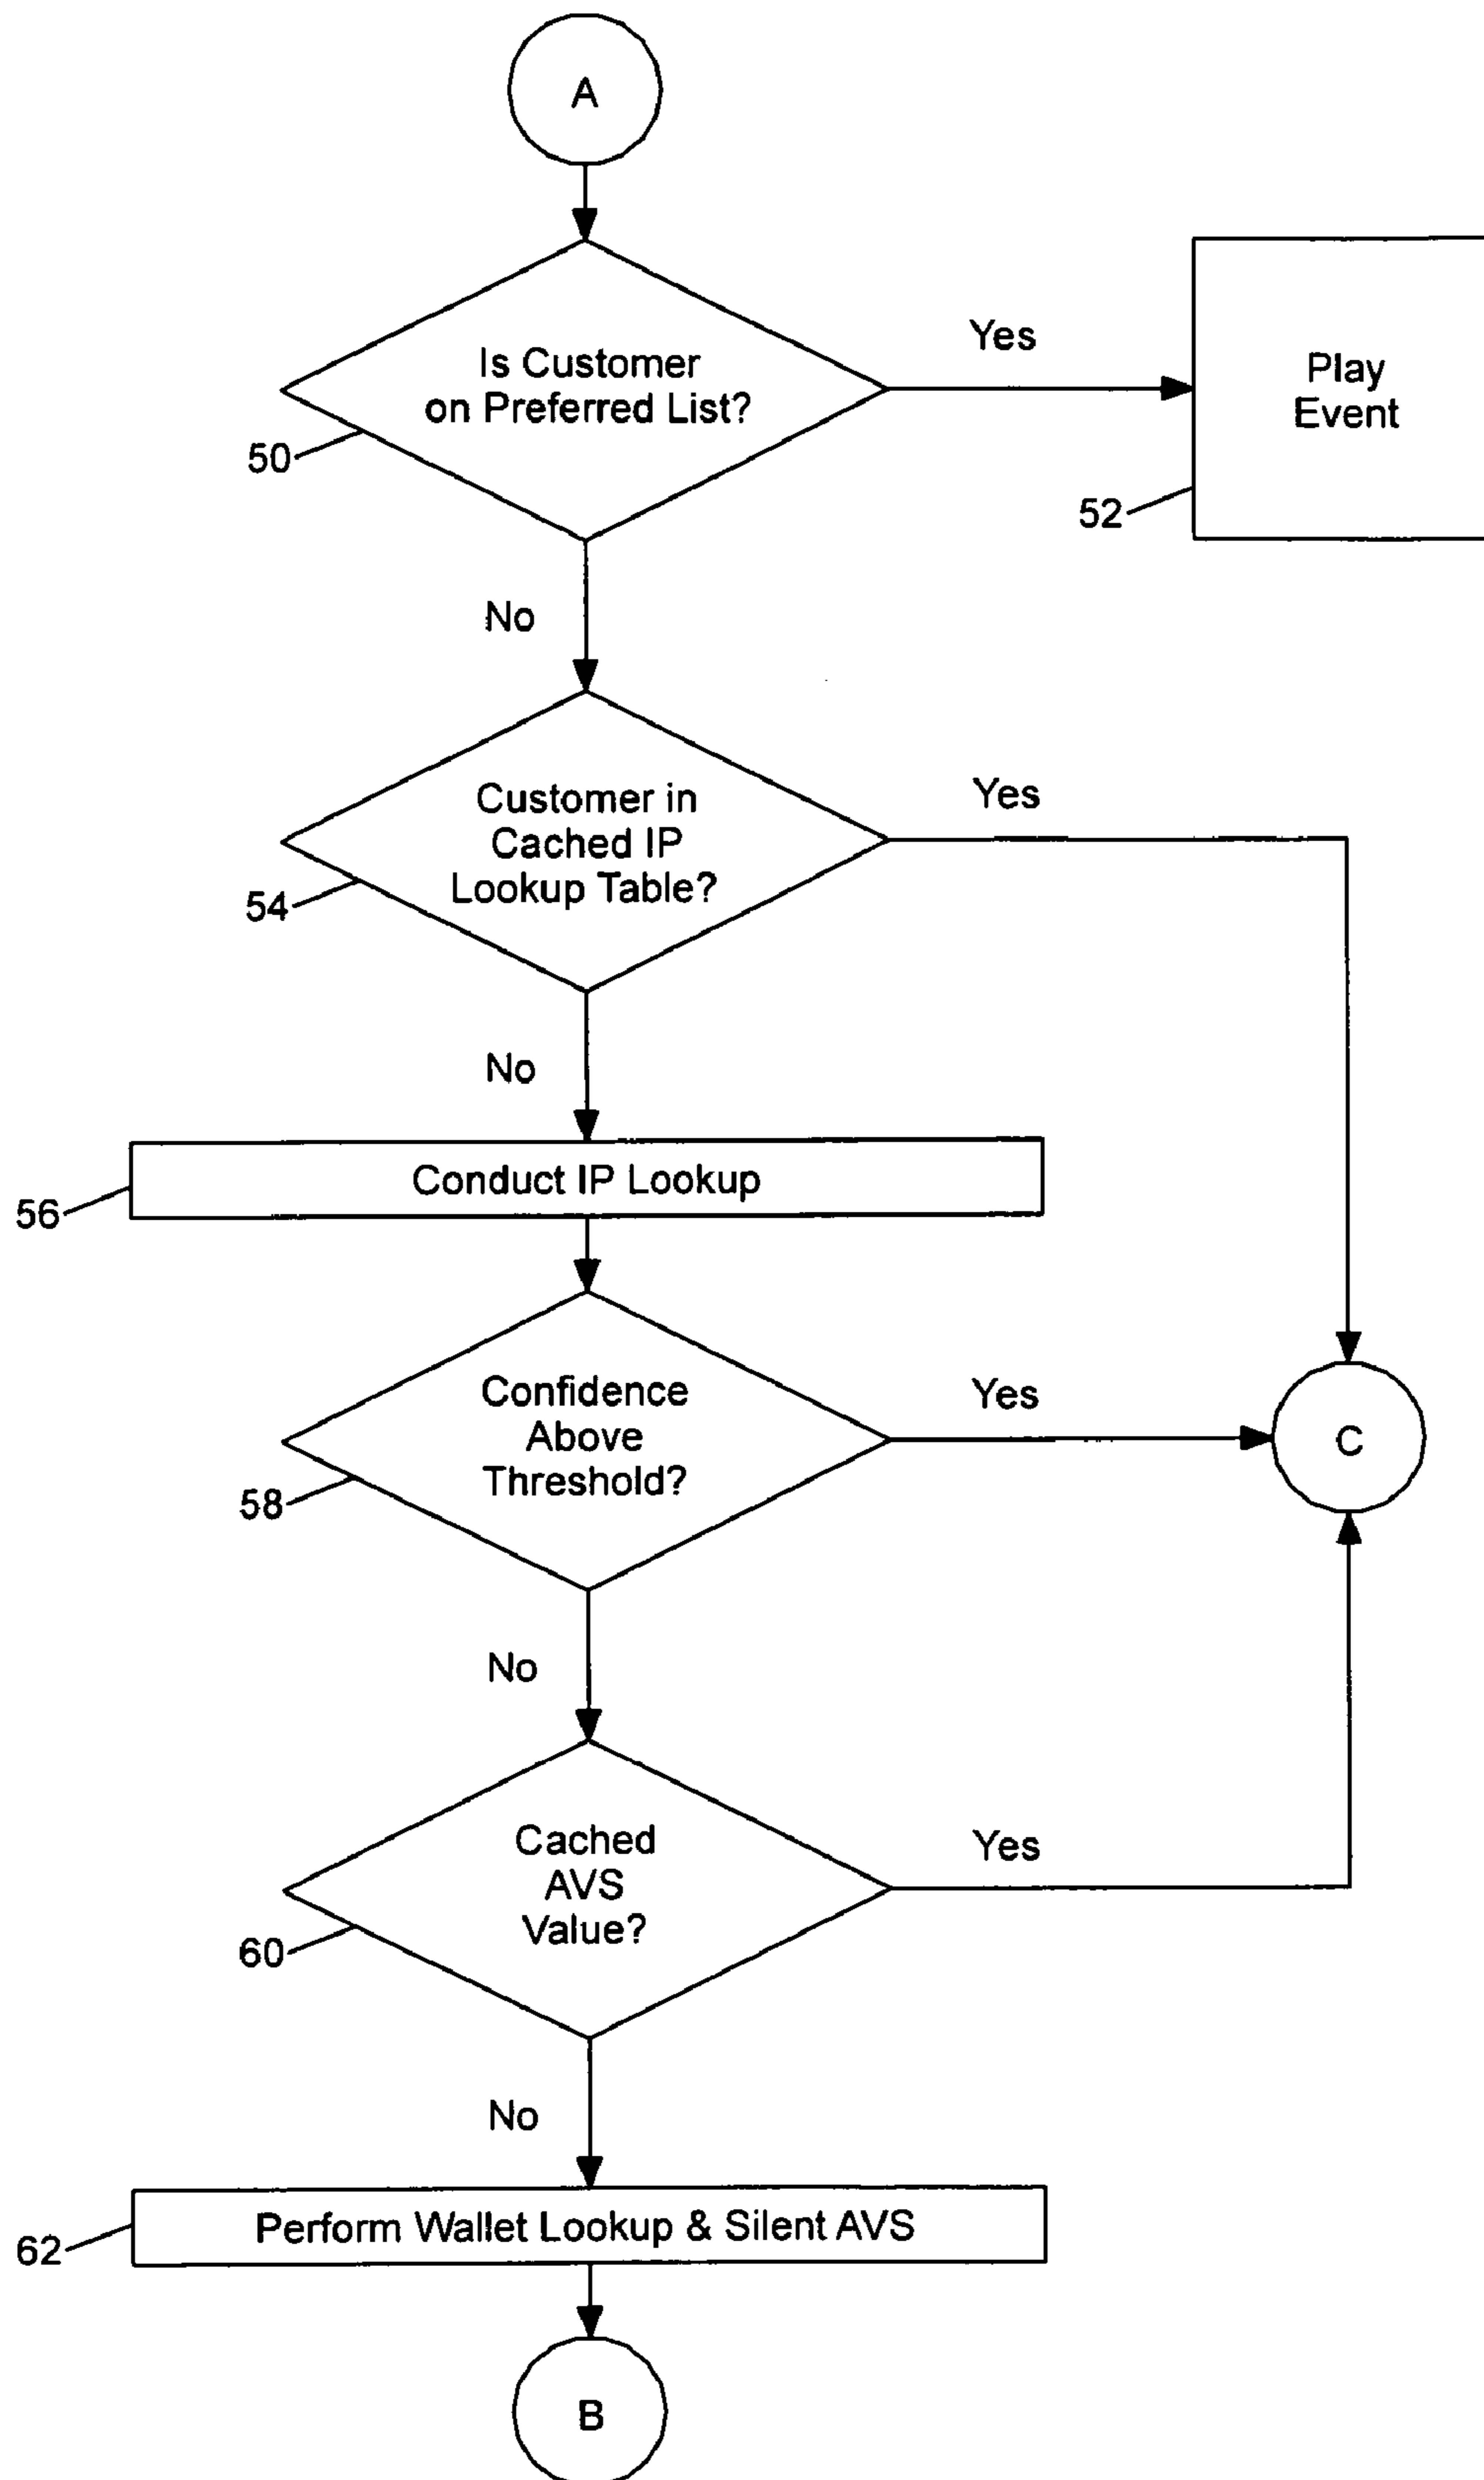 A
Is Customer
on Preferred List?
50
Yes
Play
Event
52
No
Customer in
Cached IP
Lookup Table?
54
Yes
No
Conduct IP Lookup
56
Confidence
Above
Threshold?
58
Yes
C
No
Cached
AVS
Value?
60
Yes
No
Perform Wallet Lookup & Silent AVS
62
B